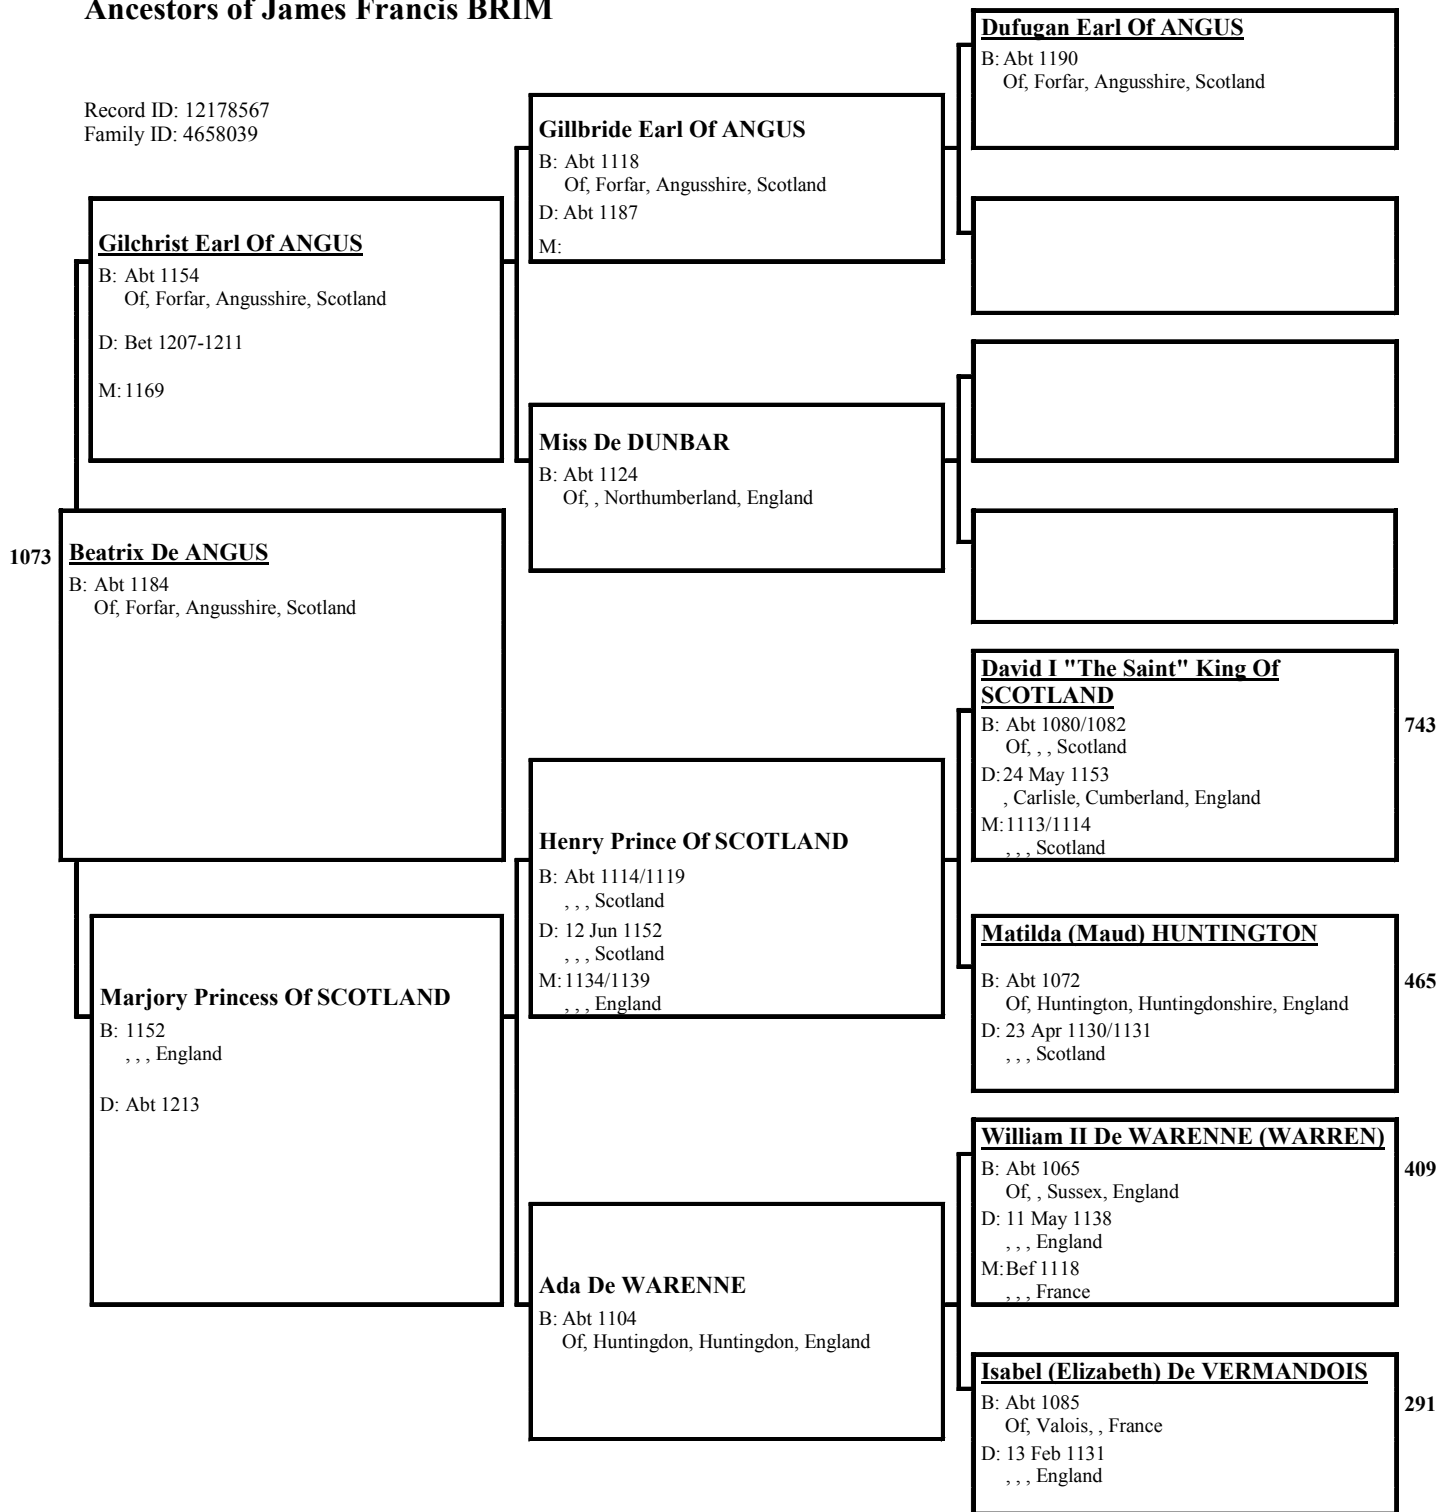 Ancestors of James Francis BRIM
Record ID: 12178567
Family ID: 4658039
Gilchrist Earl Of ANGUS
B: Abt 1154
Of, Forfar, Angusshire, Scotland
D: Bet 1207-1211
M: 1169
1073
Beatrix De ANGUS
B: Abt 1184
Of, Forfar, Angusshire, Scotland
Marjory Princess Of SCOTLAND
B: 1152
, , , England
D: Abt 1213
Gillbride Earl Of ANGUS
B: Abt 1118
Of, Forfar, Angusshire, Scotland
D: Abt 1187
M:
Miss De DUNBAR
B: Abt 1124
Of, , Northumberland, England
Henry Prince Of SCOTLAND
B: Abt 1114/1119
, , , Scotland
D: 12 Jun 1152
, , , Scotland
M: 1134/1139
, , , England
Ada De WARENNE
B: Abt 1104
Of, Huntingdon, Huntingdon, England
Dufugan Earl Of ANGUS
B: Abt 1190
Of, Forfar, Angusshire, Scotland
David I "The Saint" King Of
SCOTLAND
B: Abt 1080/1082
Of, , , Scotland
D: 24 May 1153
, Carlisle, Cumberland, England
M: 1113/1114
, , , Scotland
743
Matilda (Maud) HUNTINGTON
B: Abt 1072
Of, Huntington, Huntingdonshire, England
D: 23 Apr 1130/1131
, , , Scotland
465
William II De WARENNE (WARREN)
B: Abt 1065
Of, , Sussex, England
D: 11 May 1138
, , , England
M: Bef 1118
, , , France
409
Isabel (Elizabeth) De VERMANDOIS
B: Abt 1085
Of, Valois, , France
D: 13 Feb 1131
, , , England
291